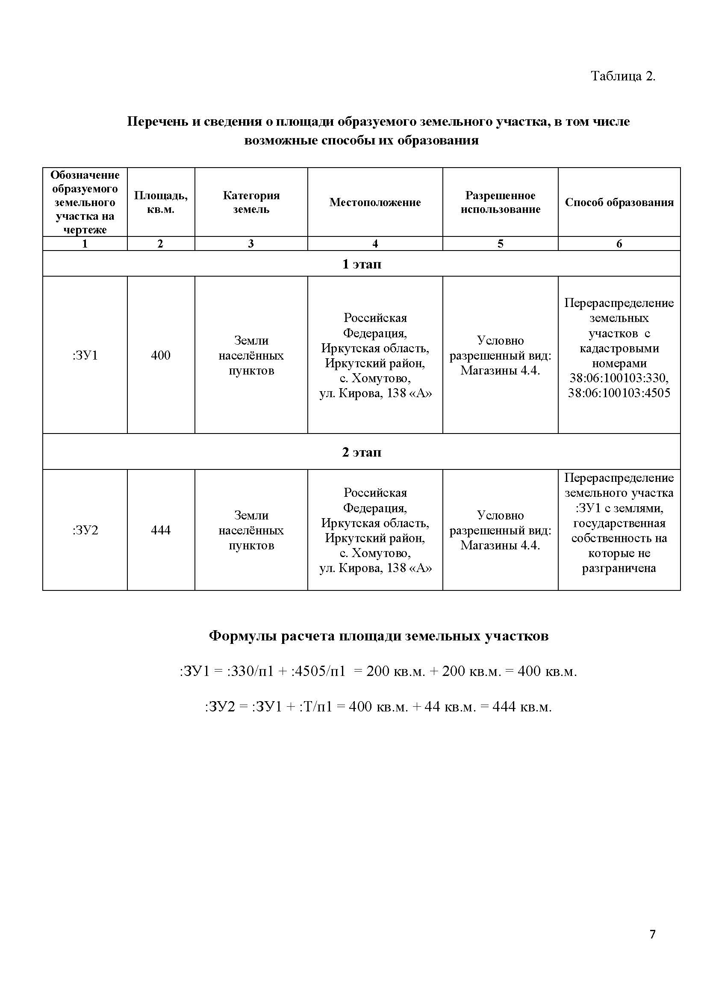 Таблица 2.
Перечень и сведения о площади образуемого земельного участка, в том числе
возможные способы их образования
Обозначение
образуемого
земельного
участка на
чертеже
Площадь,
кв.м.
Категория
земель
Местоположение
Разрешенное
использование
Способ образования
1
2
3
4
5
6
1 этап
:ЗУ1
400
Земли
населённых
пунктов
Российская
Федерация,
Иркутская область,
Иркутский район,
с. Хомутово,
ул. Кирова, 138 «А»
Условно
разрешенный вид:
Магазины 4.4.
Перераспределение
земельных
участков с
кадастровыми
номерами
38:06:100103:330,
38:06:100103:4505
2 этап
:ЗУ2
444
Земли
населённых
пунктов
Российская
Федерация,
Иркутская область,
Иркутский район,
с. Хомутово,
ул. Кирова, 138 «А»
Условно
разрешенный вид:
Магазины 4.4.
Перераспределение
земельного участка
:ЗУ1 с землями,
государственная
собственность на
которые не
разграничена
Формулы расчета площади земельных участков
:ЗУ1 = :330/п1 + :4505/п1 = 200 кв.м. + 200 кв.м. = 400 кв.м.
:ЗУ2 = :ЗУ1 + :Т/п1 = 400 кв.м. + 44 кв.м. = 444 кв.м.
7